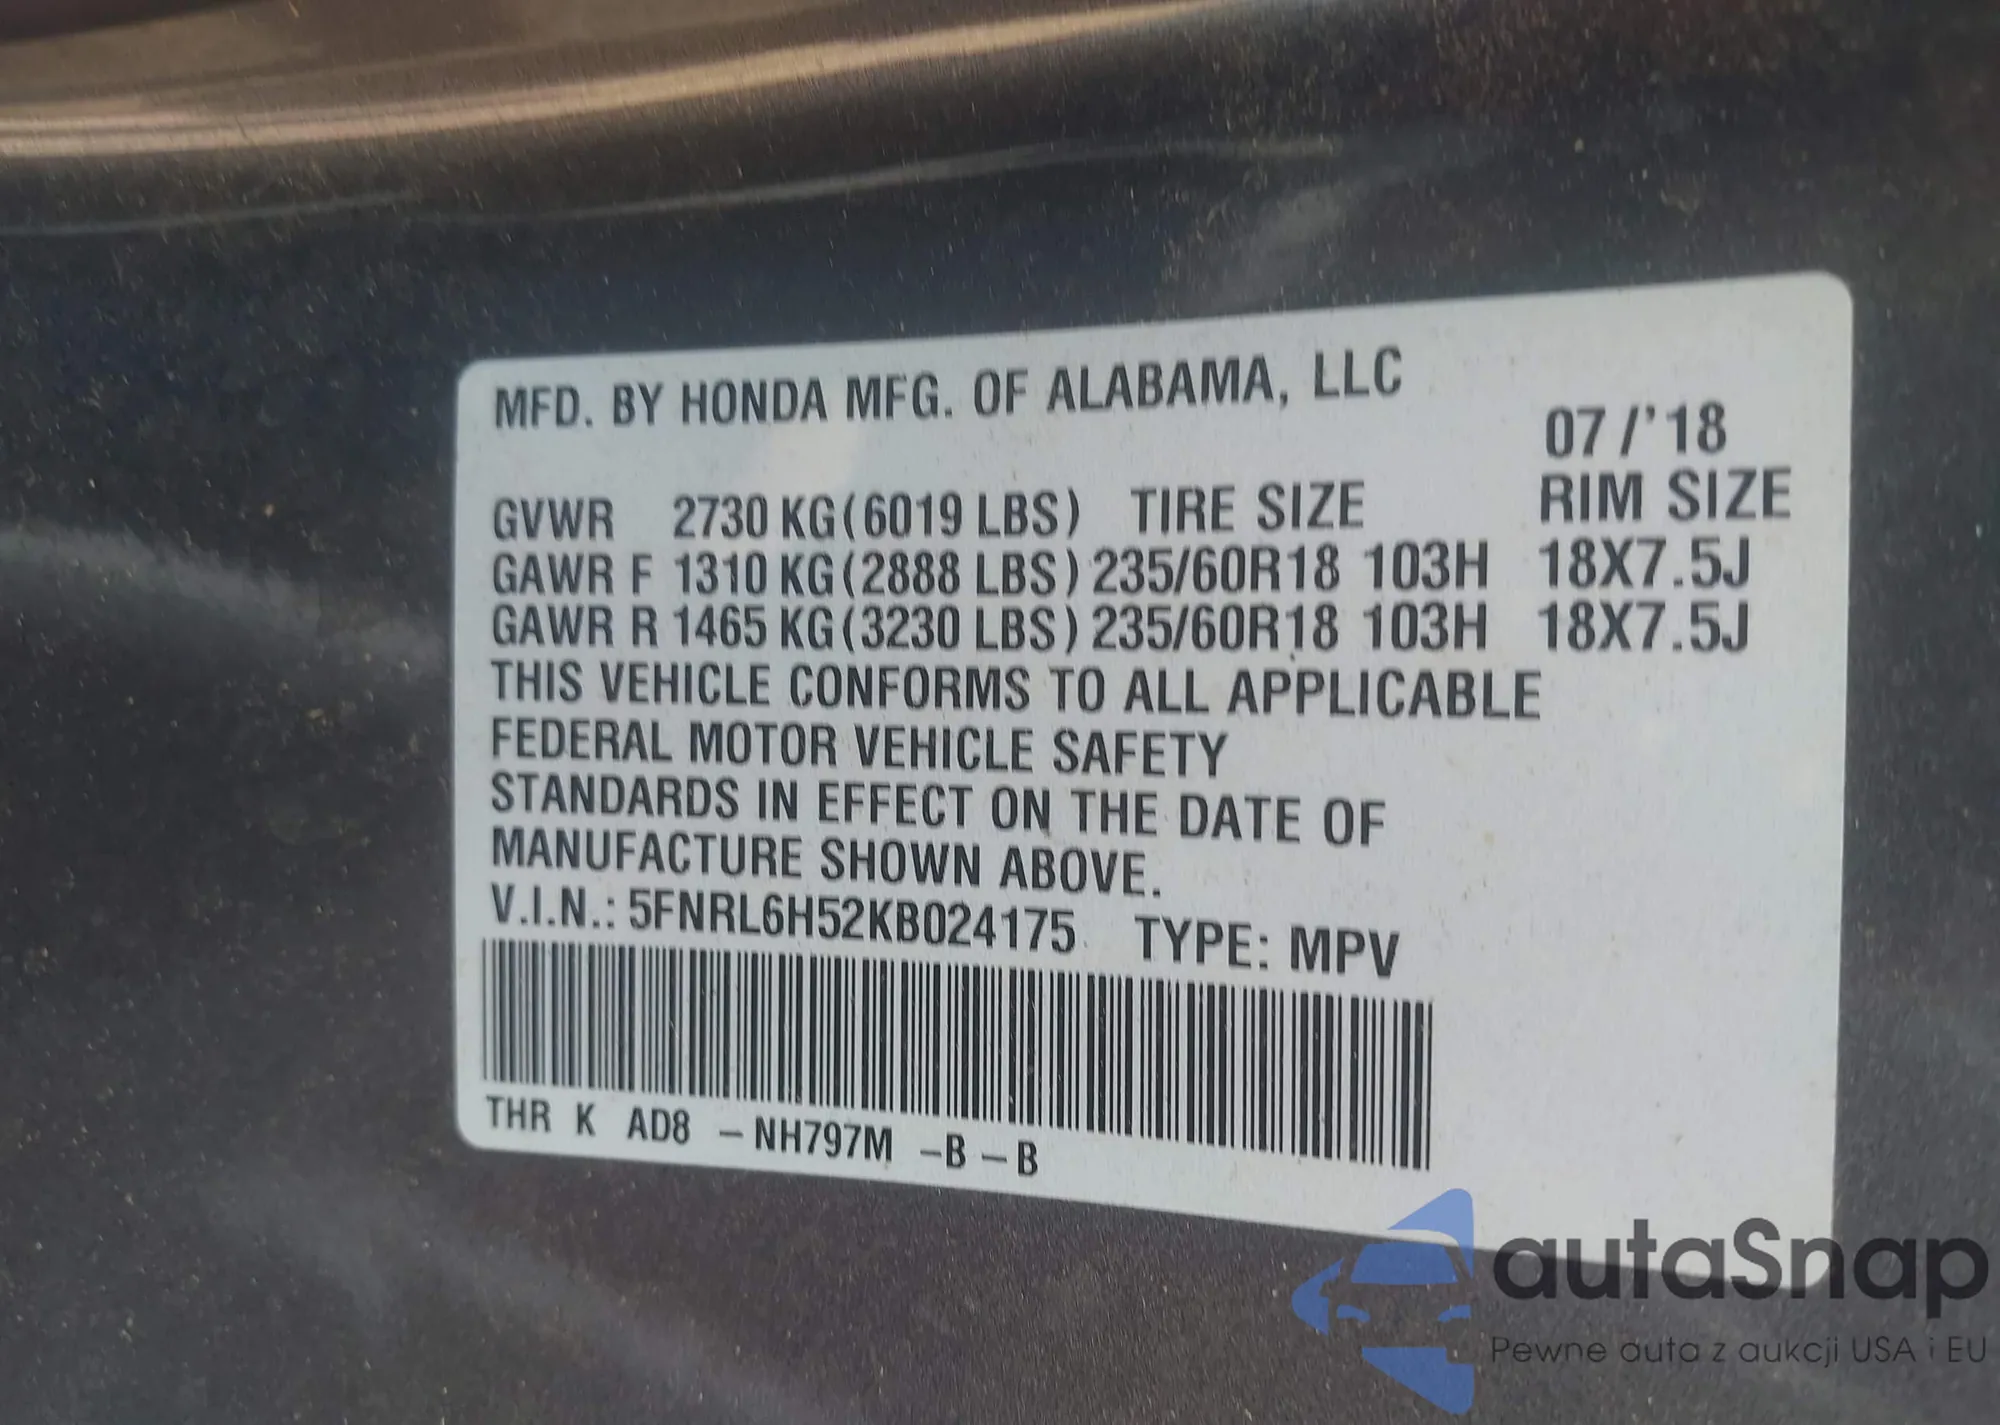 MFD. BY HONDA MFG. OF ALABAMA, LLC
07/'18
GVWR 2730 KG(6019 LBS) TIRE SIZE RIM SIZE
GAWR F 1310 KG(2888 LBS) 235/60R18 103H 18X7.5J
GAWR R 1465 KG(3230 LBS) 235/60R18 103H 18X7.5J
THIS VEHICLE CONFORMS TO ALL APPLICABLE
FEDERAL MOTOR VEHICLE SAFETY
STANDARDS IN EFFECT ON THE DATE OF
MANUFACTURE SHOWN ABOVE.
V.I.N.: 5FNRL6H52KB024175 TYPE: MPV
THR K AD8 -NH797M -B-B
autaSnap
Pewne auta z aukcji USA i EU